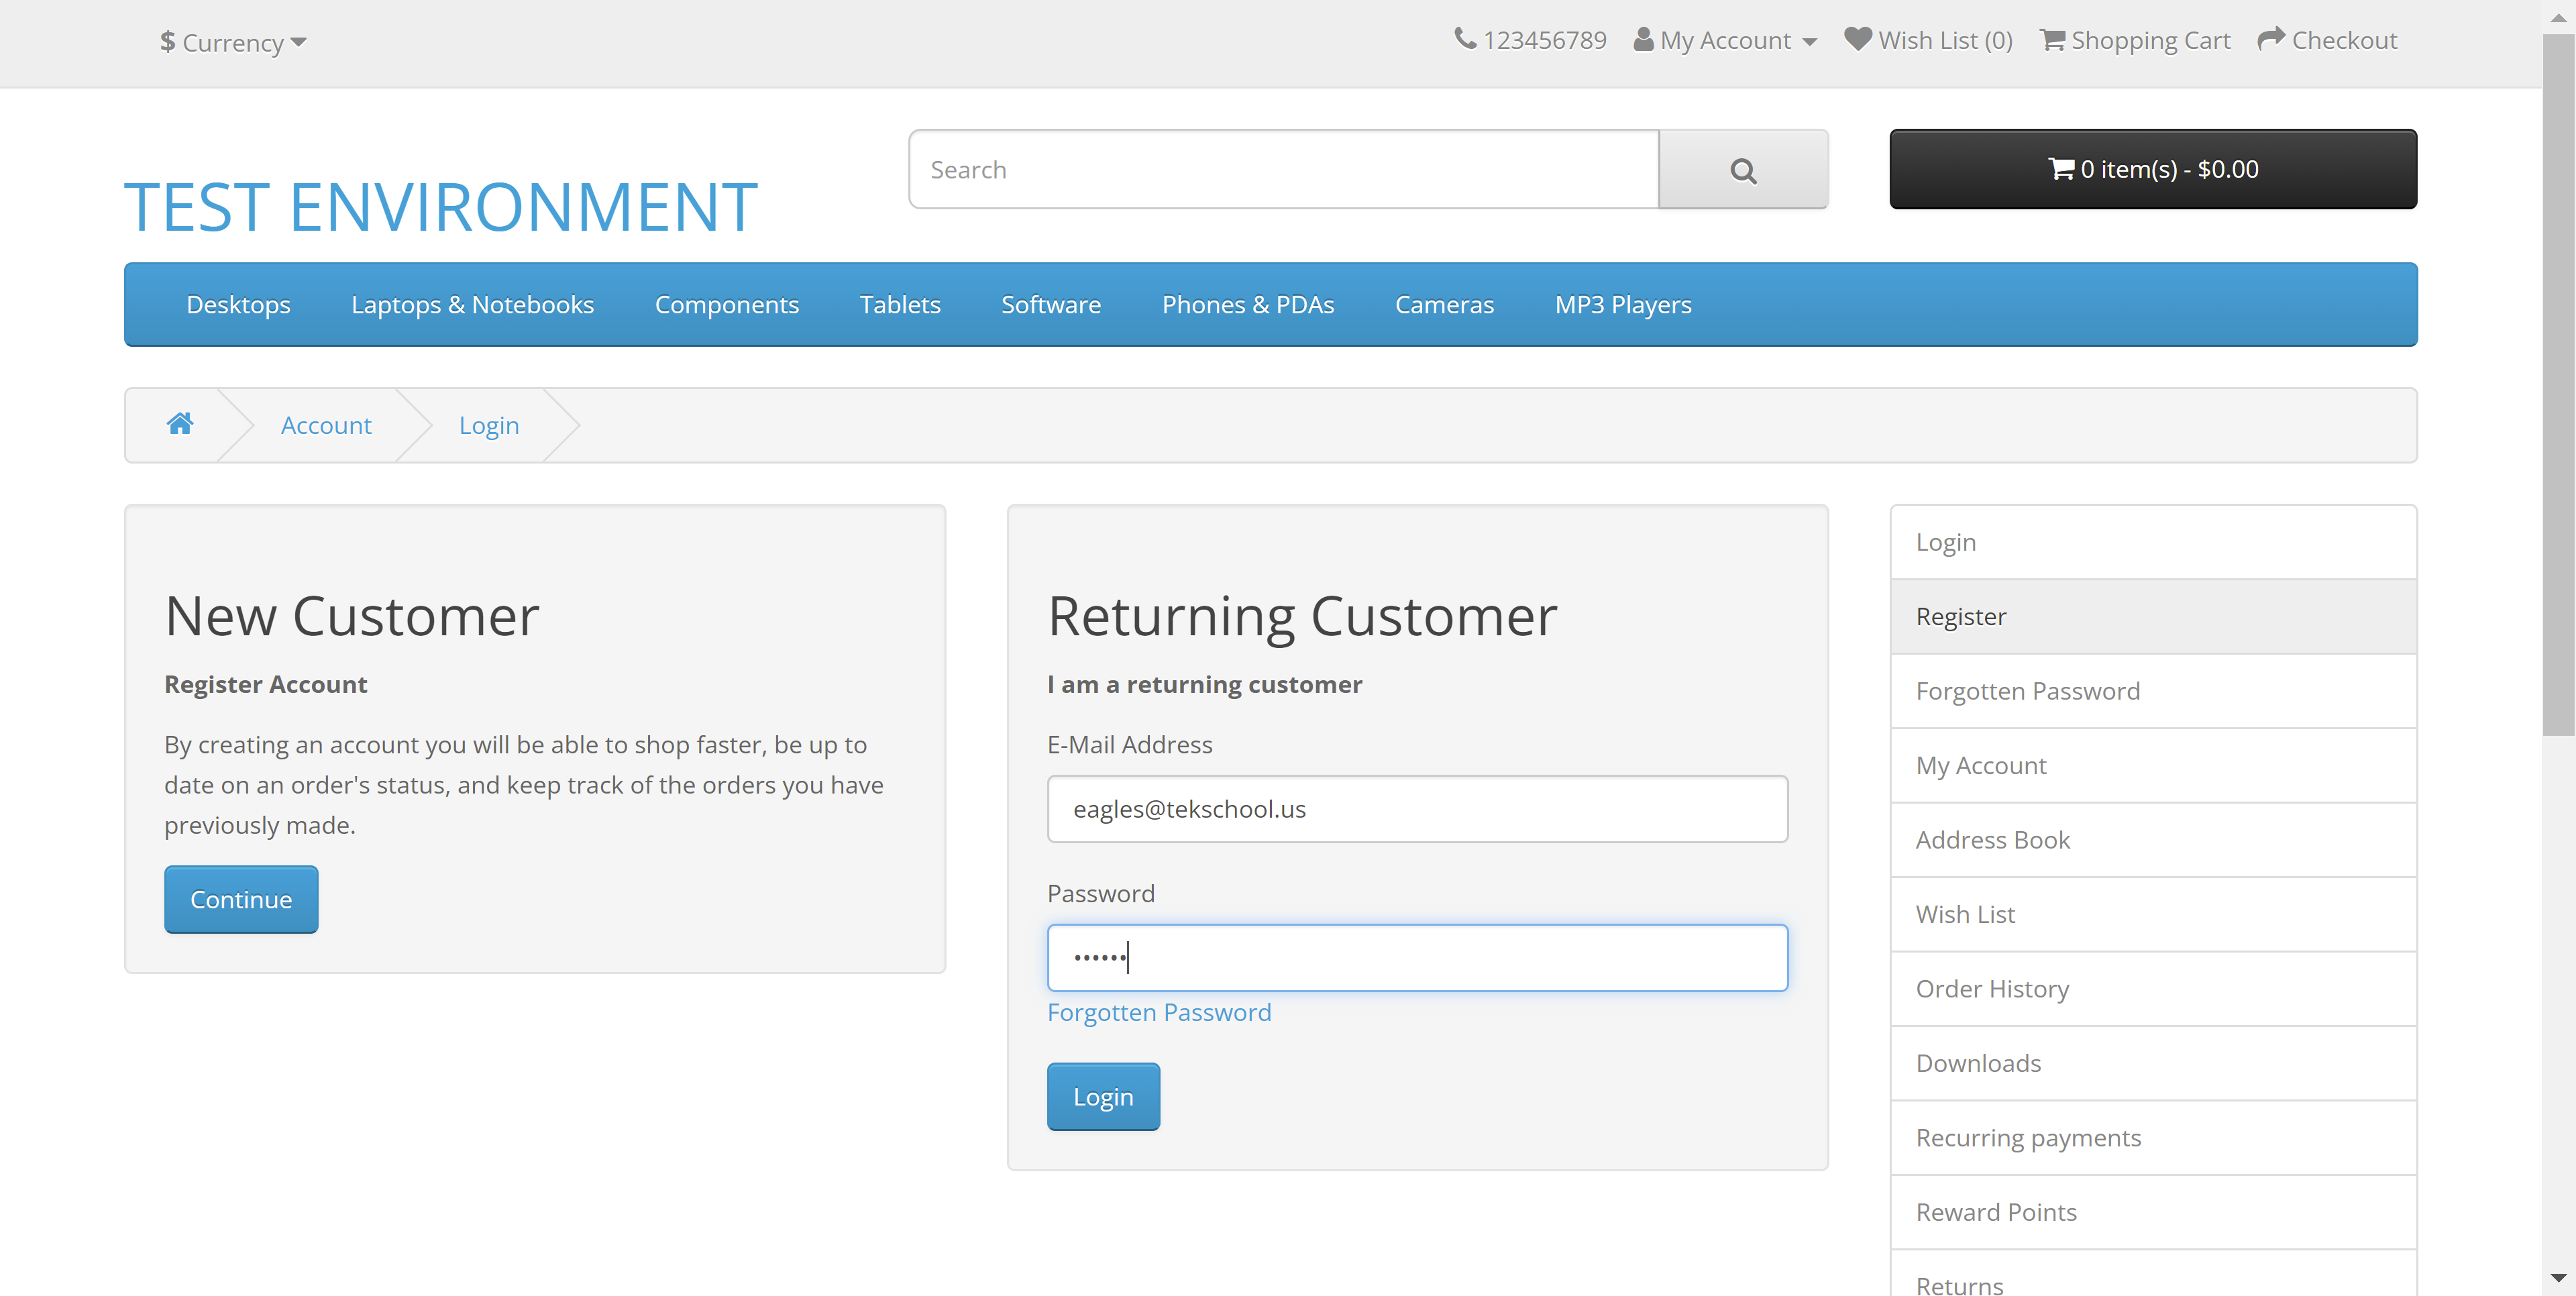 $ Currency
123456789 My Account Wish List (0) Shopping Cart Checkout
TEST ENVIRONMENT
Search
0 item(s) - $0.00
Desktops Laptops & Notebooks Components Tablets Software Phones & PDAs Cameras MP3 Players
Account Login
New Customer
Register Account
By creating an account you will be able to shop faster, be up to
date on an order's status, and keep track of the orders you have
previously made.
Continue
Returning Customer
I am a returning customer
E-Mail Address
eagles@tekschool.us
Password
••••••
Forgotten Password
Login
Login
Register
Forgotten Password
My Account
Address Book
Wish List
Order History
Downloads
Recurring payments
Reward Points
Returns